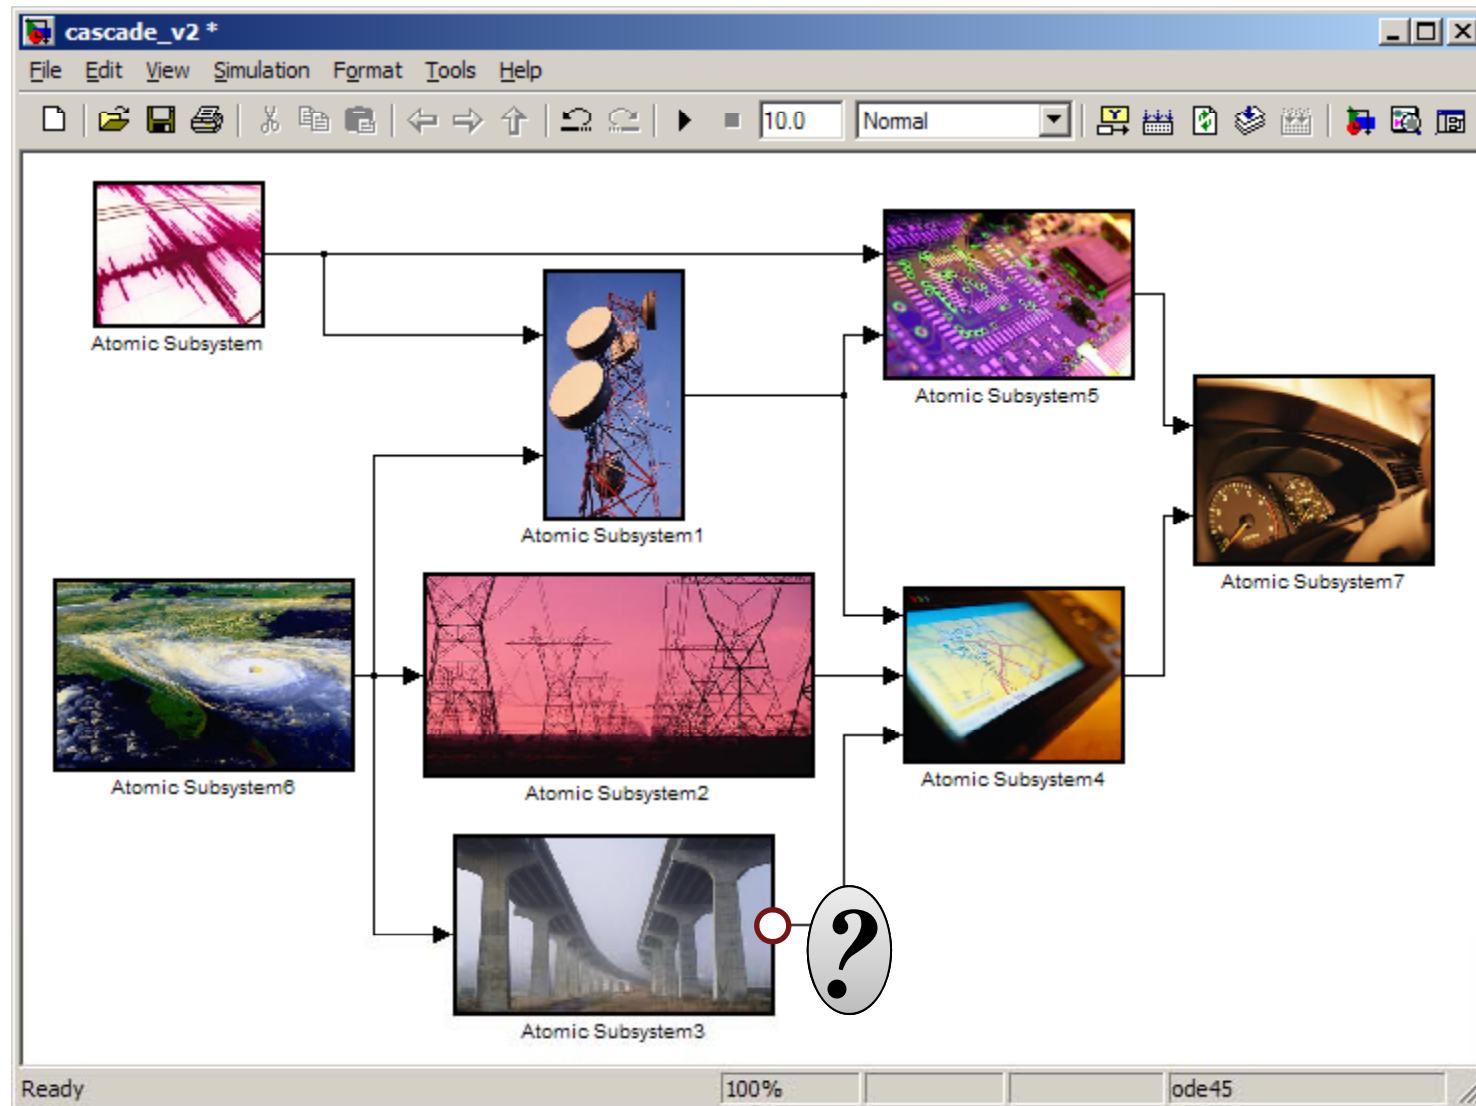 cascade_v2 *
File Edit View Simulation Format Tools Help
10.0 Normal
Atomic Subsystem
Atomic Subsystem5
Atomic Subsystem1
Atomic Subsystem7
Atomic Subsystem6
Atomic Subsystem2
Atomic Subsystem4
?
Atomic Subsystem3
Ready 100% ode45